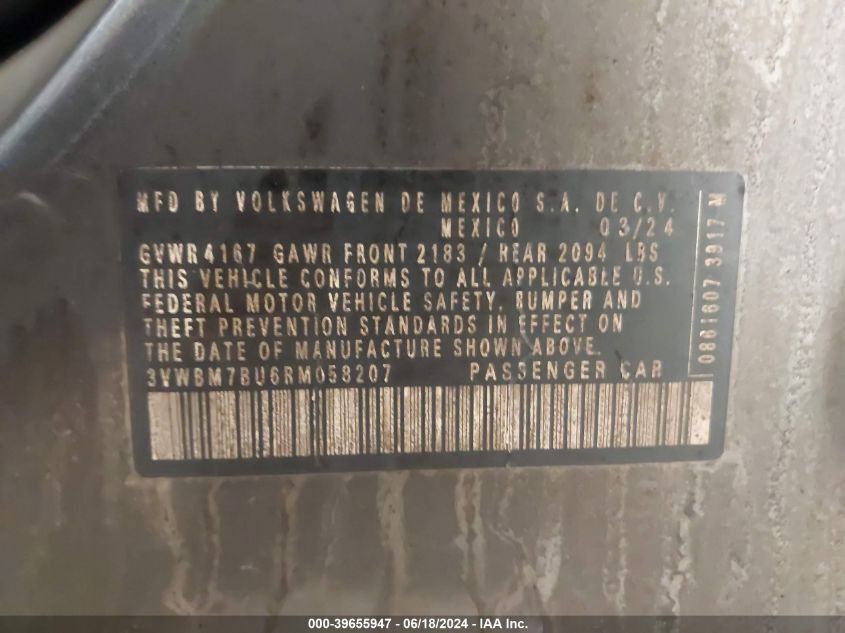 MFD BY VOLKSWAGEN DE MEXICO S.A. DE C.V.
MEXICO 03/24
GVWR 4167 GAWR FRONT 2183 / REAR 2094 LBS
THIS VEHICLE CONFORMS TO ALL APPLICABLE U.S.
FEDERAL MOTOR VEHICLE SAFETY, BUMPER AND
THEFT PREVENTION STANDARDS IN EFFECT ON
THE DATE OF MANUFACTURE SHOWN ABOVE.
3VWBM7BU6RM058207 PASSENGER CAR
0861607 3917 M
000-39655947 / 06/18/2024 - IAA Inc.